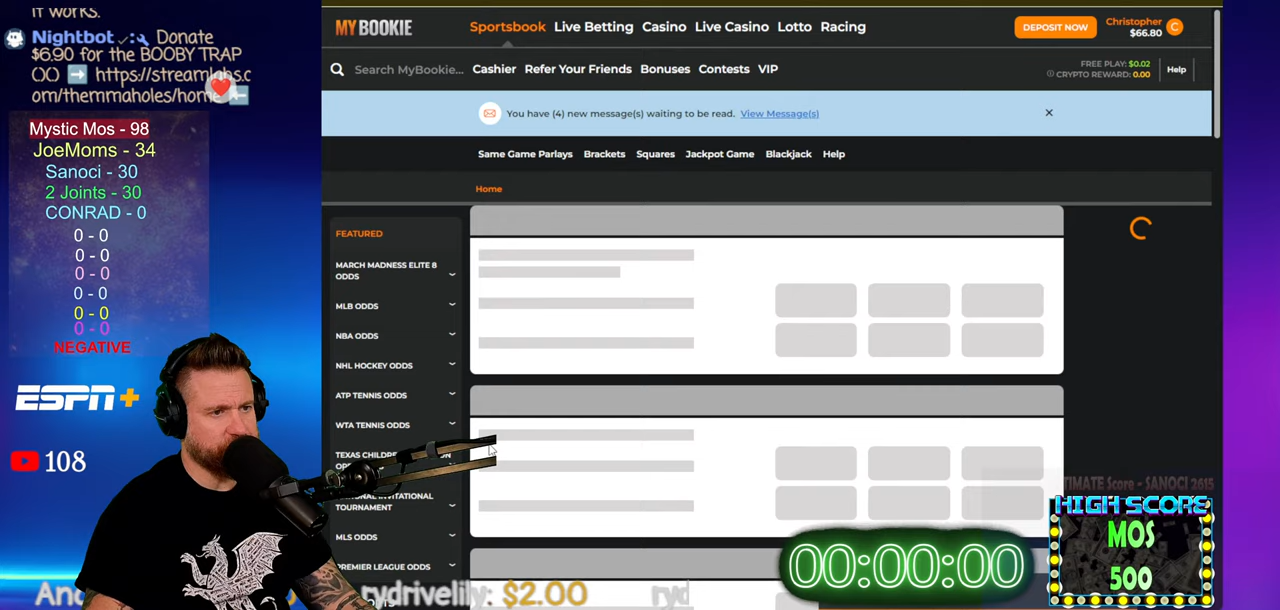 IT WORKS.
Nightbot: Donate
$6.90 for the BOOBY TRAP
https://streamlabs.c
om/themmaholes/home
Mystic Mos - 98
JoeMoms - 34
Sanoci - 30
2 Joints - 30
CONRAD - 0
0 - 0
0 - 0
0 - 0
0 - 0
0 - 0
0 - 0
NEGATIVE
ESPN+
108
MYBOOKIE
Sportsbook Live Betting Casino Live Casino Lotto Racing
DEPOSIT NOW
Christopher
$66.80
C
Search MyBookie... Cashier Refer Your Friends Bonuses Contests VIP
FREE PLAY: $0.02
CRYPTO REWARD: 0.00
Help
You have (4) new message(s) waiting to be read. View Message(s)
Same Game Parlays Brackets Squares Jackpot Game Blackjack Help
Home
FEATURED
MARCH MADNESS ELITE 8
ODDS
MLB ODDS
NBA ODDS
NHL HOCKEY ODDS
ATP TENNIS ODDS
WTA TENNIS ODDS
TEXAS CHILDRE
INVITATIONAL
TOURNAMENT
MLS ODDS
PREMIER LEAGUE ODDS
TIMATE Score - SANOCI 2615
HIGH SCORE
MOS
500
00:00:00
rydrivelily: $2.00